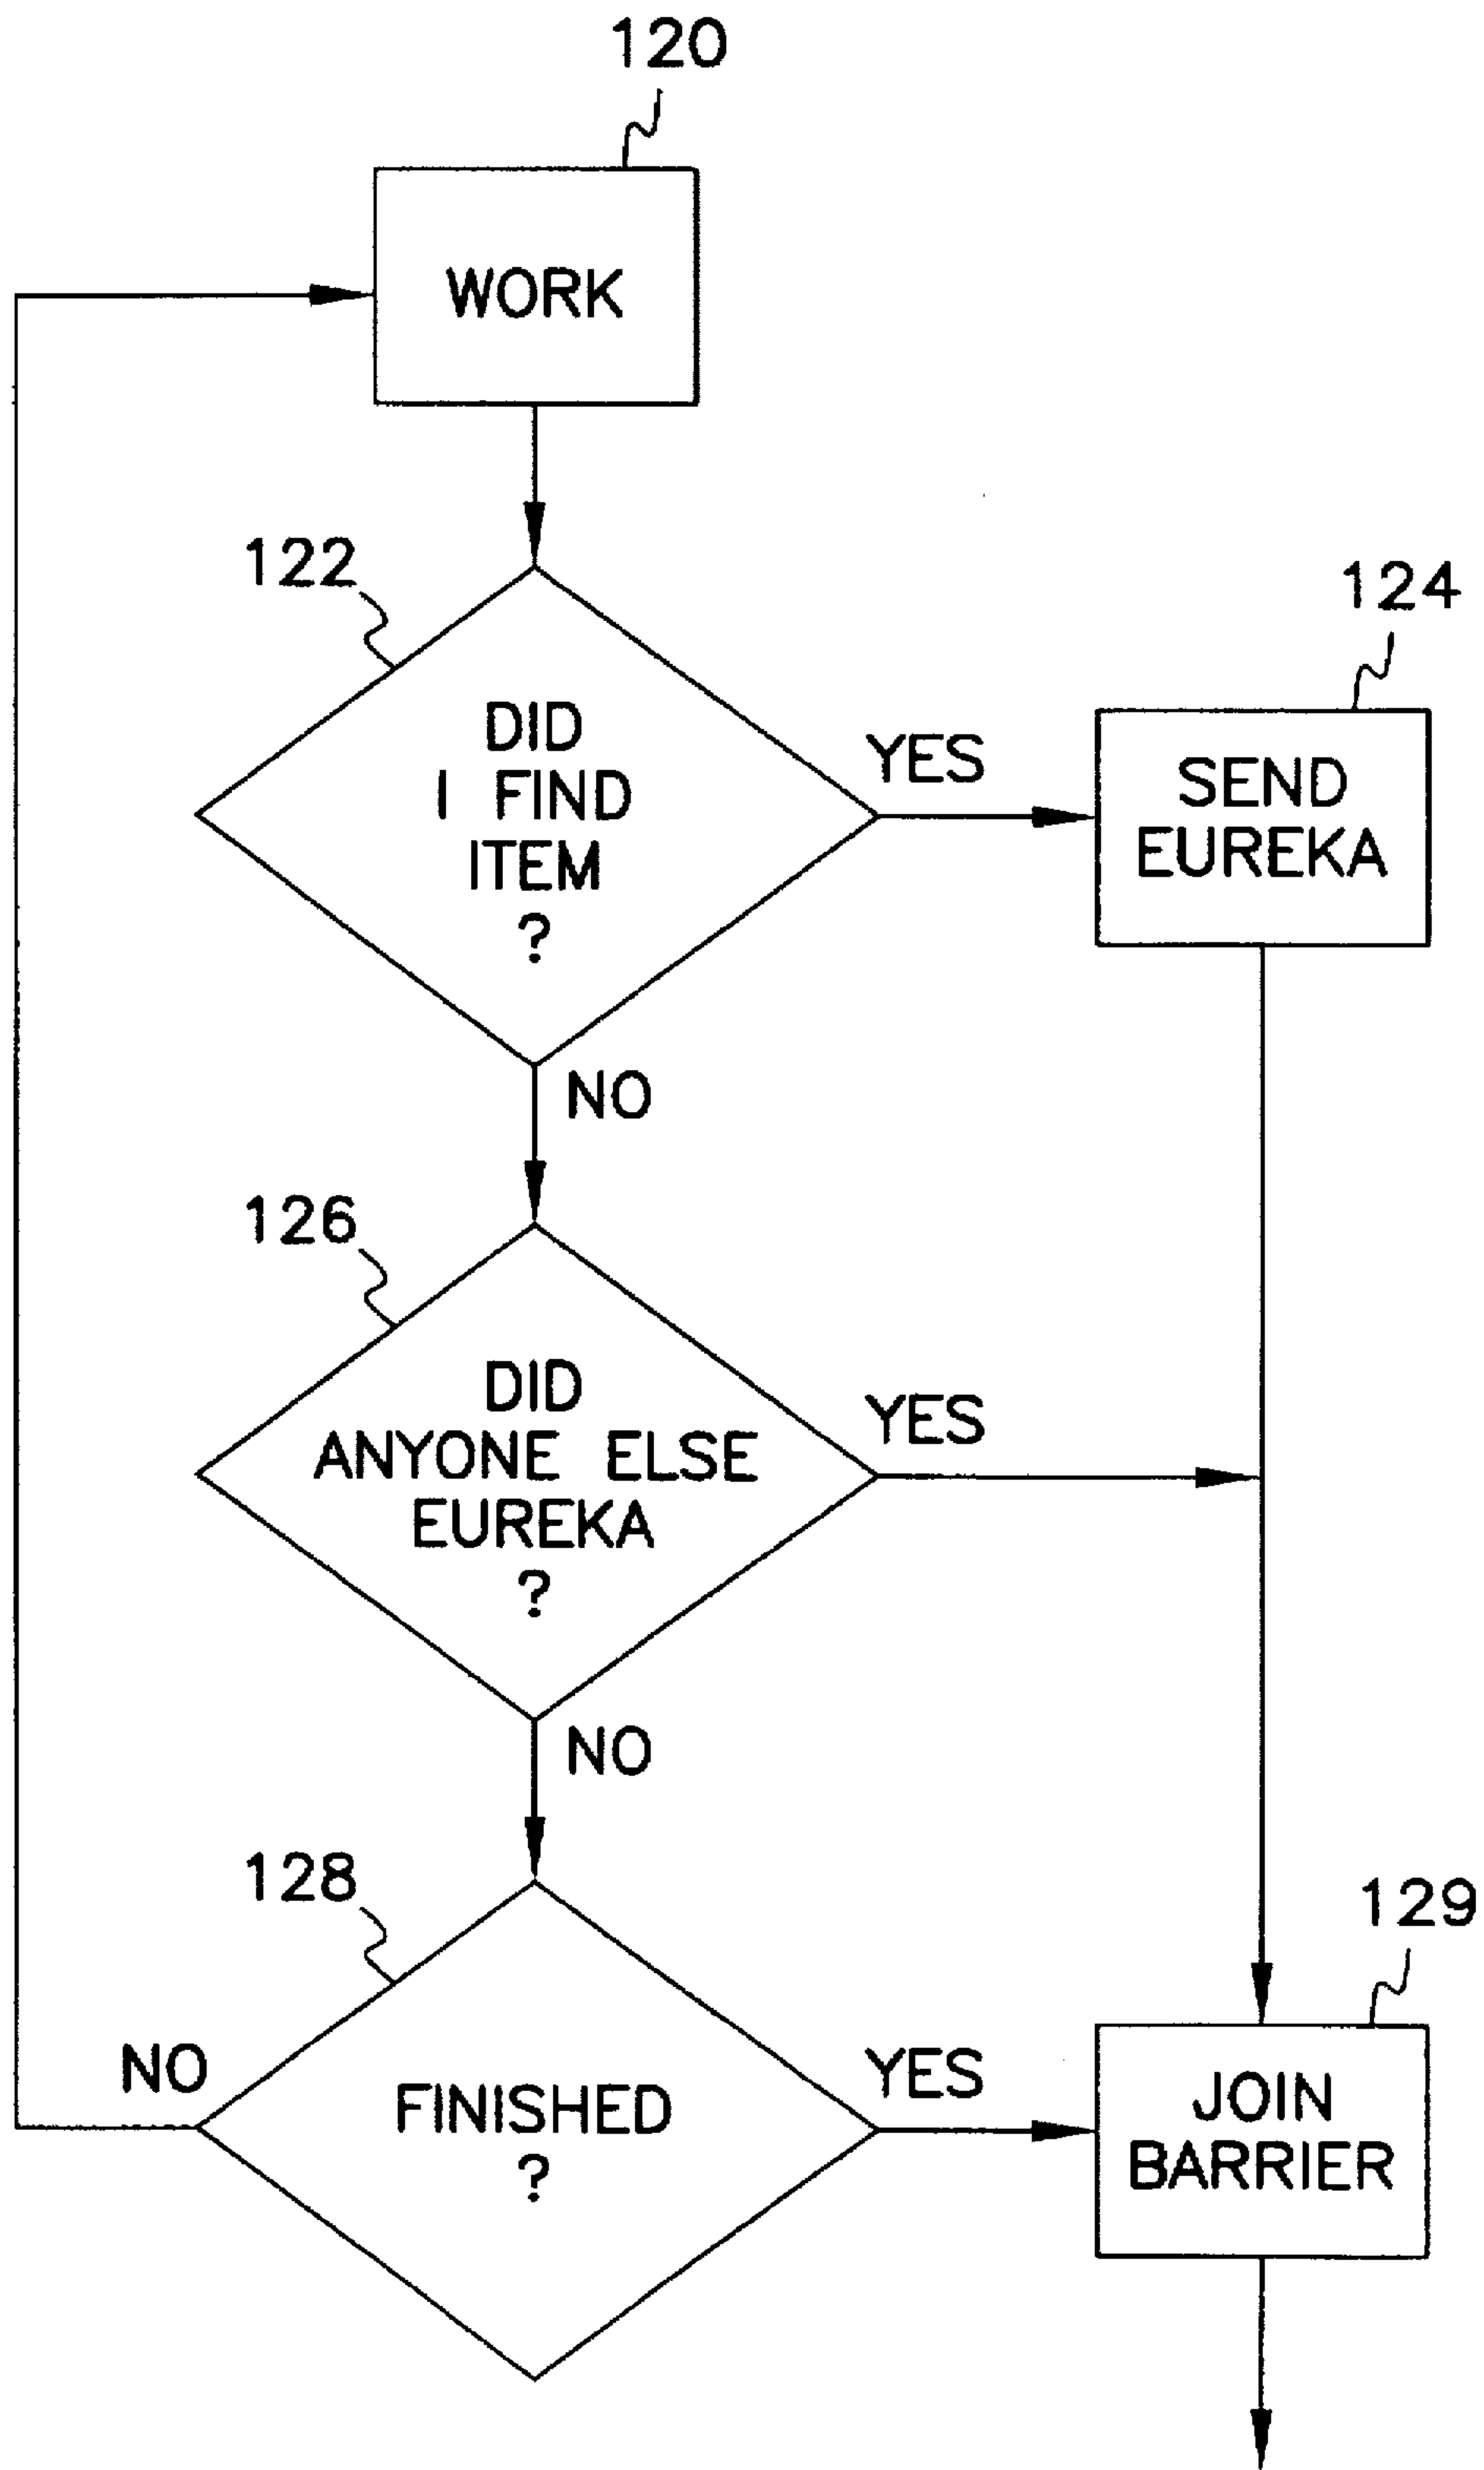 120
WORK
122
DID
I FIND
ITEM
?
YES
124
SEND
EUREKA
NO
126
DID
ANYONE ELSE
EUREKA
?
YES
NO
128
NO
FINISHED
?
YES
129
JOIN
BARRIER